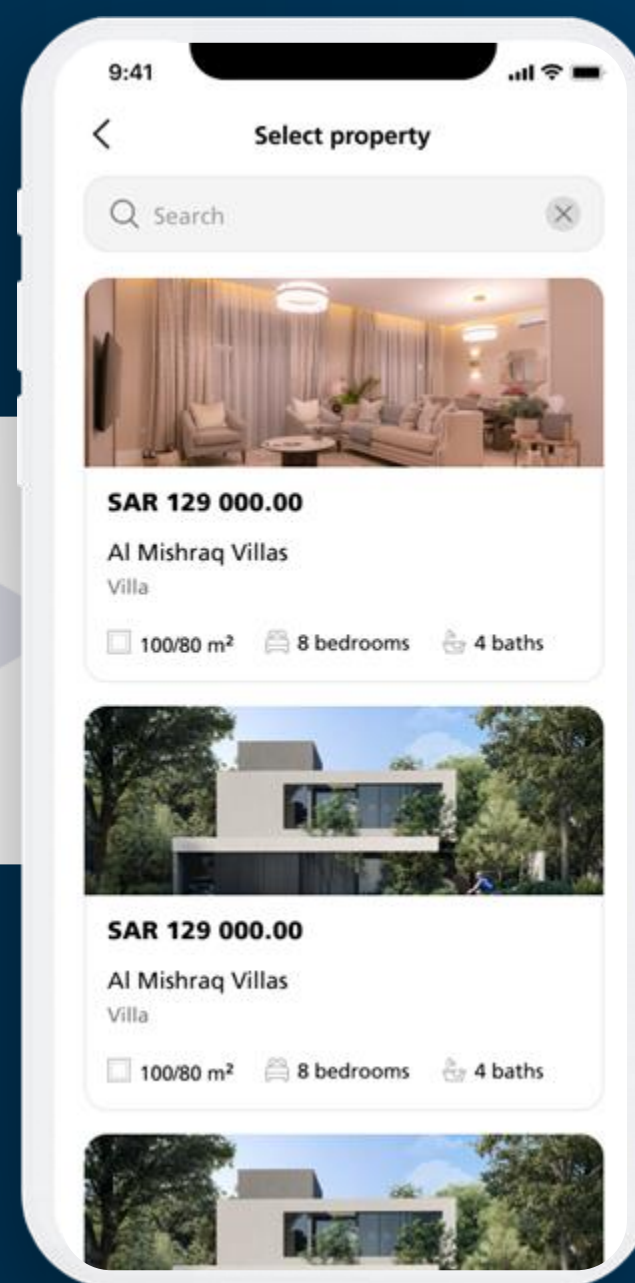 9:41
Select property
Search
SAR 129 000.00
Al Mishraq Villas
Villa
100/80 m² 8 bedrooms 4 baths
SAR 129 000.00
Al Mishraq Villas
Villa
100/80 m² 8 bedrooms 4 baths